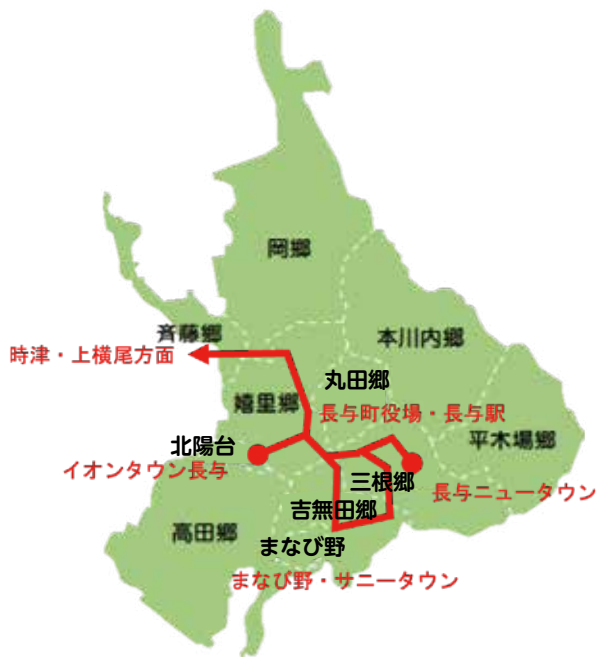 岡郷
斉藤郷
本川内郷
時津・上横尾方面
丸田郷
嬉里郷
長与町役場・長与駅
北陽台
平木場郷
イオンタウン長与
三根郷
長与ニュータウン
吉無田郷
高田郷
まなび野
まなび野・サニータウン